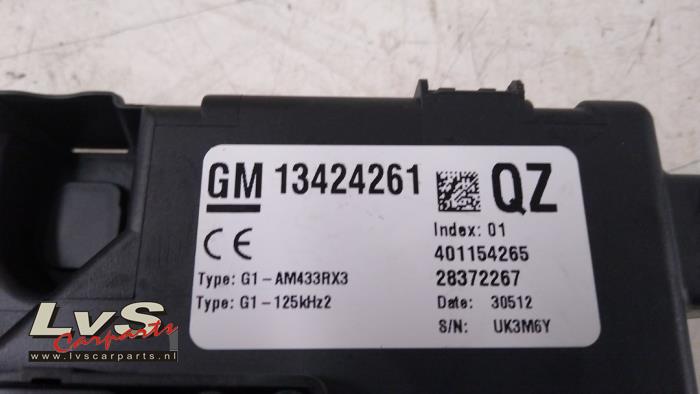 GM 13424261 QZ
Index: 01
401154265
Type: G1-AM433RX3
28372267
Type: G1-125kHz2
Date: 30512
S/N: UK3M6Y
LvS
Carparts
www.lvscarparts.nl